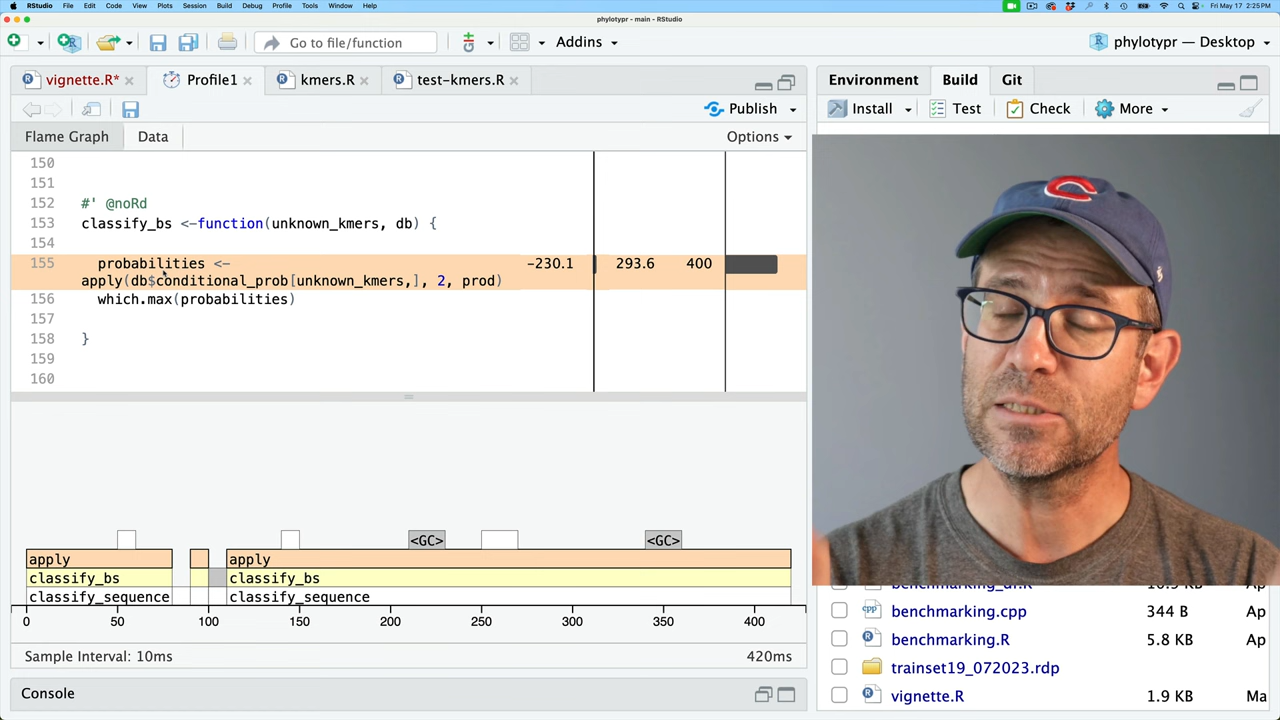 RStudio File Edit Code View Plots Session Build Debug Profile Tools Window Help Fri May 17 2:25 PM
phylotypr - main - RStudio
Go to file/function Addins phylotypr — Desktop
vignette.R* Profile1 kmers.R test-kmers.R Environment Build Git
Publish Install Test Check More
Flame Graph Data Options
150
151
152 #' @noRd
153 classify_bs <-function(unknown_kmers, db) {
154
155 probabilities <- -230.1 293.6 400
apply(db$conditional_prob[unknown_kmers,], 2, prod)
156 which.max(probabilities)
157
158 }
159
160
<GC> <GC>
apply apply
classify_bs classify_bs
classify_sequence classify_sequence
0 50 100 150 200 250 300 350 400
Sample Interval: 10ms 420ms
Console
Ap
benchmarking.cpp 344 B Ap
benchmarking.R 5.8 KB Ap
trainset19_072023.rdp
vignette.R 1.9 KB Ma